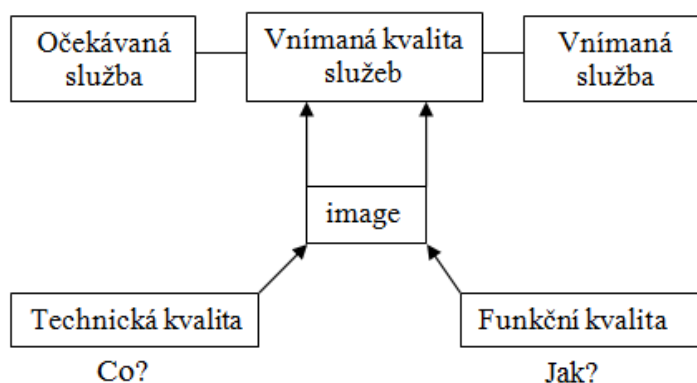 Očekávaná
služba
Vnímaná kvalita
služeb
Vnímaná
služba
image
Technická kvalita
Funkční kvalita
Co?
Jak?